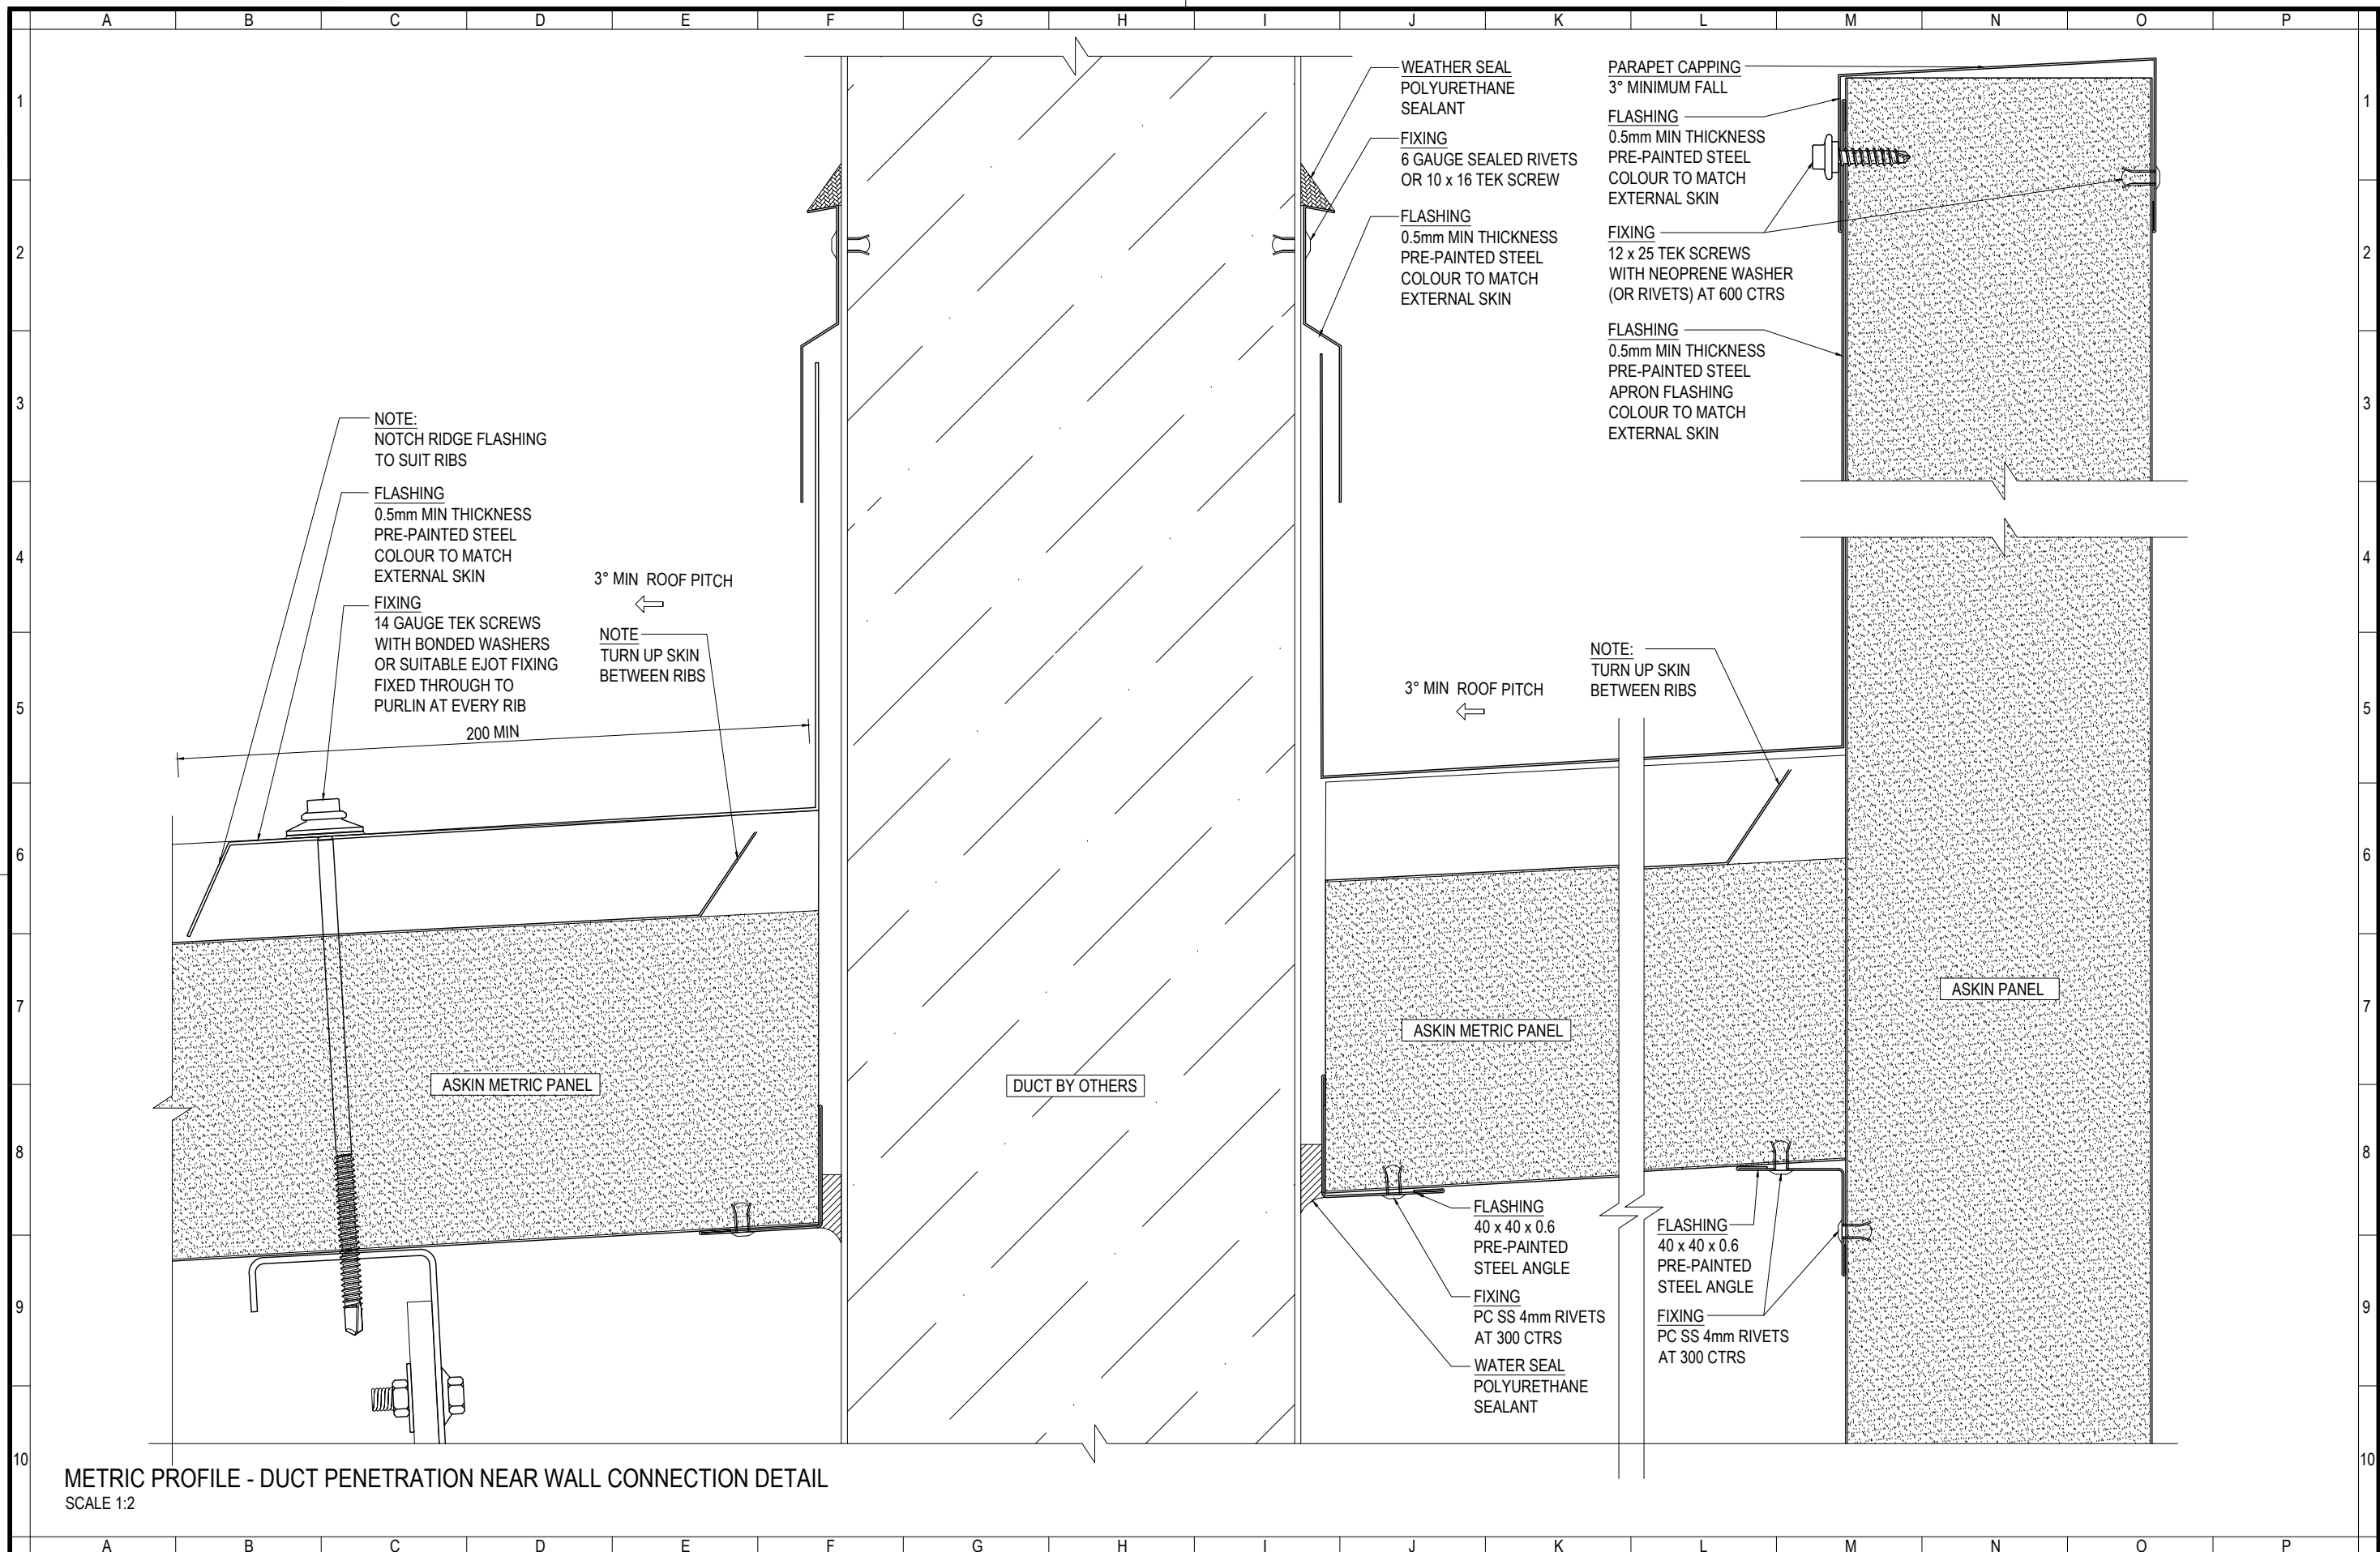 A B C D E F G H I J K L M N O P
1 1
2 2
3 3
4 4
5 5
6 6
7 7
8 8
9 9
10 10
WEATHER SEAL
POLYURETHANE
SEALANT
FIXING
6 GAUGE SEALED RIVETS
OR 10 x 16 TEK SCREW
FLASHING
0.5mm MIN THICKNESS
PRE-PAINTED STEEL
COLOUR TO MATCH
EXTERNAL SKIN
PARAPET CAPPING
3° MINIMUM FALL
FLASHING
0.5mm MIN THICKNESS
PRE-PAINTED STEEL
COLOUR TO MATCH
EXTERNAL SKIN
FIXING
12 x 25 TEK SCREWS
WITH NEOPRENE WASHER
(OR RIVETS) AT 600 CTRS
FLASHING
0.5mm MIN THICKNESS
PRE-PAINTED STEEL
APRON FLASHING
COLOUR TO MATCH
EXTERNAL SKIN
NOTE:
NOTCH RIDGE FLASHING
TO SUIT RIBS
FLASHING
0.5mm MIN THICKNESS
PRE-PAINTED STEEL
COLOUR TO MATCH
EXTERNAL SKIN
FIXING
14 GAUGE TEK SCREWS
WITH BONDED WASHERS
OR SUITABLE EJOT FIXING
FIXED THROUGH TO
PURLIN AT EVERY RIB
3° MIN ROOF PITCH
NOTE
TURN UP SKIN
BETWEEN RIBS
200 MIN
3° MIN ROOF PITCH
NOTE:
TURN UP SKIN
BETWEEN RIBS
ASKIN METRIC PANEL
DUCT BY OTHERS
ASKIN METRIC PANEL
ASKIN PANEL
FLASHING
40 x 40 x 0.6
PRE-PAINTED
STEEL ANGLE
FIXING
PC SS 4mm RIVETS
AT 300 CTRS
WATER SEAL
POLYURETHANE
SEALANT
FLASHING
40 x 40 x 0.6
PRE-PAINTED
STEEL ANGLE
FIXING
PC SS 4mm RIVETS
AT 300 CTRS
METRIC PROFILE - DUCT PENETRATION NEAR WALL CONNECTION DETAIL
SCALE 1:2
A B C D E F G H I J K L M N O P